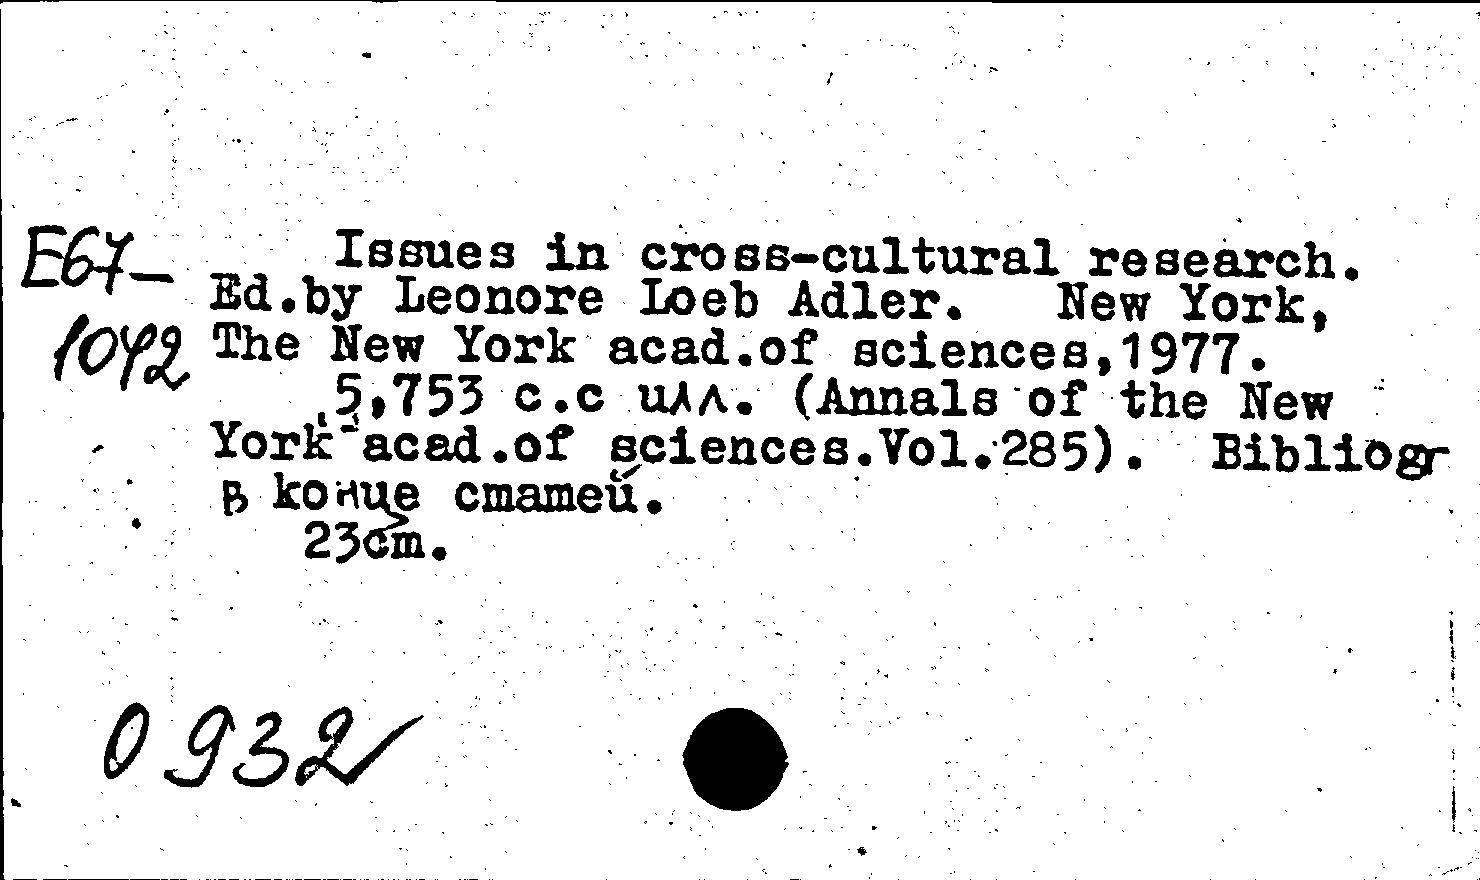 E67-
1042
Issues in cross-cultural research.
Ed.by Leonore Loeb Adler. New York,
The New York acad.of sciences,1977.
5,753 c.c илл. (Annals of the New
York acad.of sciences.Vol.285). Bibliogr
в конце статей.
23cm.
0932